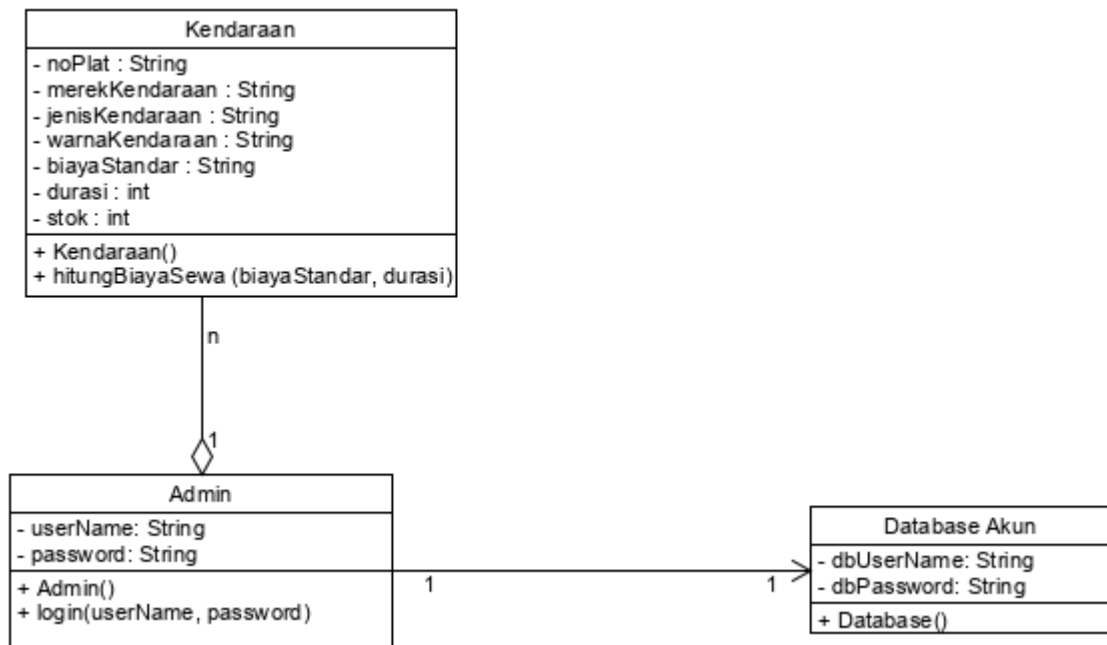 Kendaraan
- noPlat : String
- merekKendaraan : String
- jenisKendaraan : String
- warnaKendaraan : String
- biayaStandar : String
- durasi : int
- stok : int
+ Kendaraan()
+ hitungBiayaSewa (biayaStandar, durasi)
n
1
Admin
- userName: String
- password: String
+ Admin()
+ login(userName, password)
1
1
Database Akun
- dbUserName: String
- dbPassword: String
+ Database()